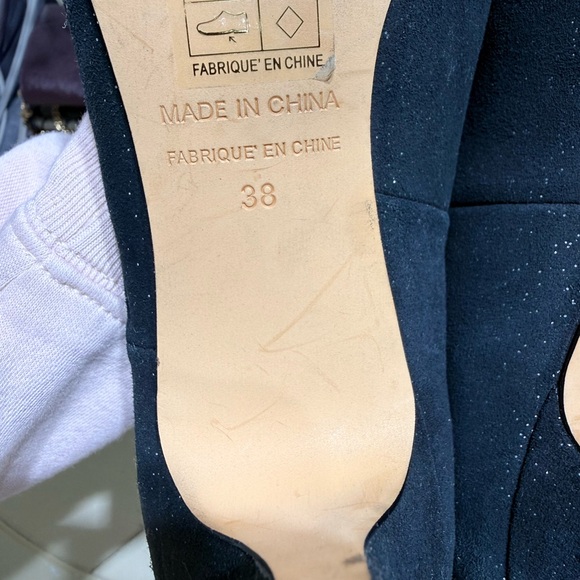 FABRIQUE' EN CHINE
MADE IN CHINA
FABRIQUE' EN CHINE
38